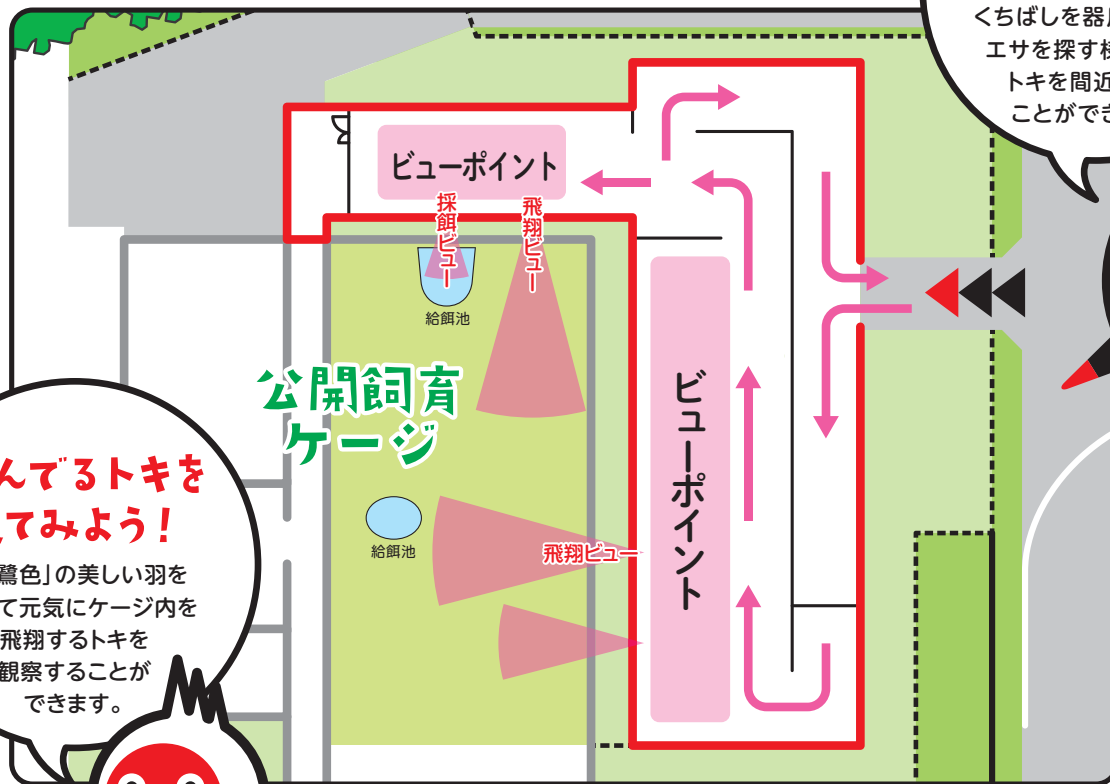 くちばしを器
エサを探す
トキを間近
ことができ
ビューポイント
採餌ビュー
飛翔ビュー
給餌池
公開飼育
ケージ
ビューポイント
給餌池
飛翔ビュー
んでるトキを
てみよう！
鷺色」の美しい羽を
て元気にケージ内を
飛翔するトキを
観察することが
できます。